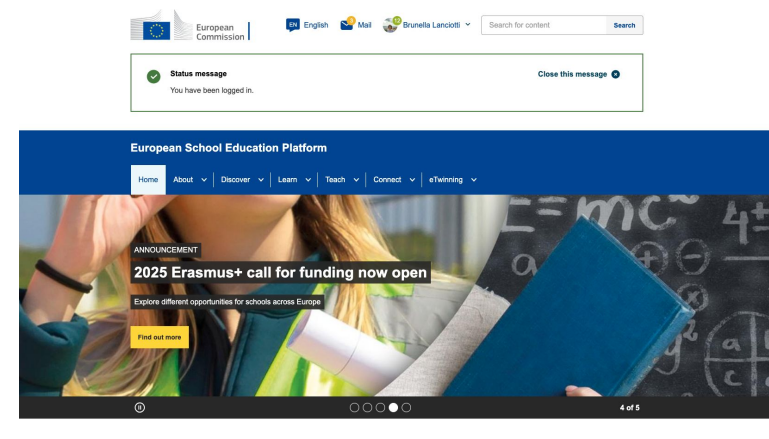 European
Commission
EN English
Mail
12
Brunella Lanciotti
Search for content
Search
Status message
Close this message
You have been logged in.
European School Education Platform
Home
About
Discover
Learn
Teach
Connect
eTwinning
ANNOUNCEMENT
2025 Erasmus+ call for funding now open
Explore different opportunities for schools across Europe
Find out more
4 of 5